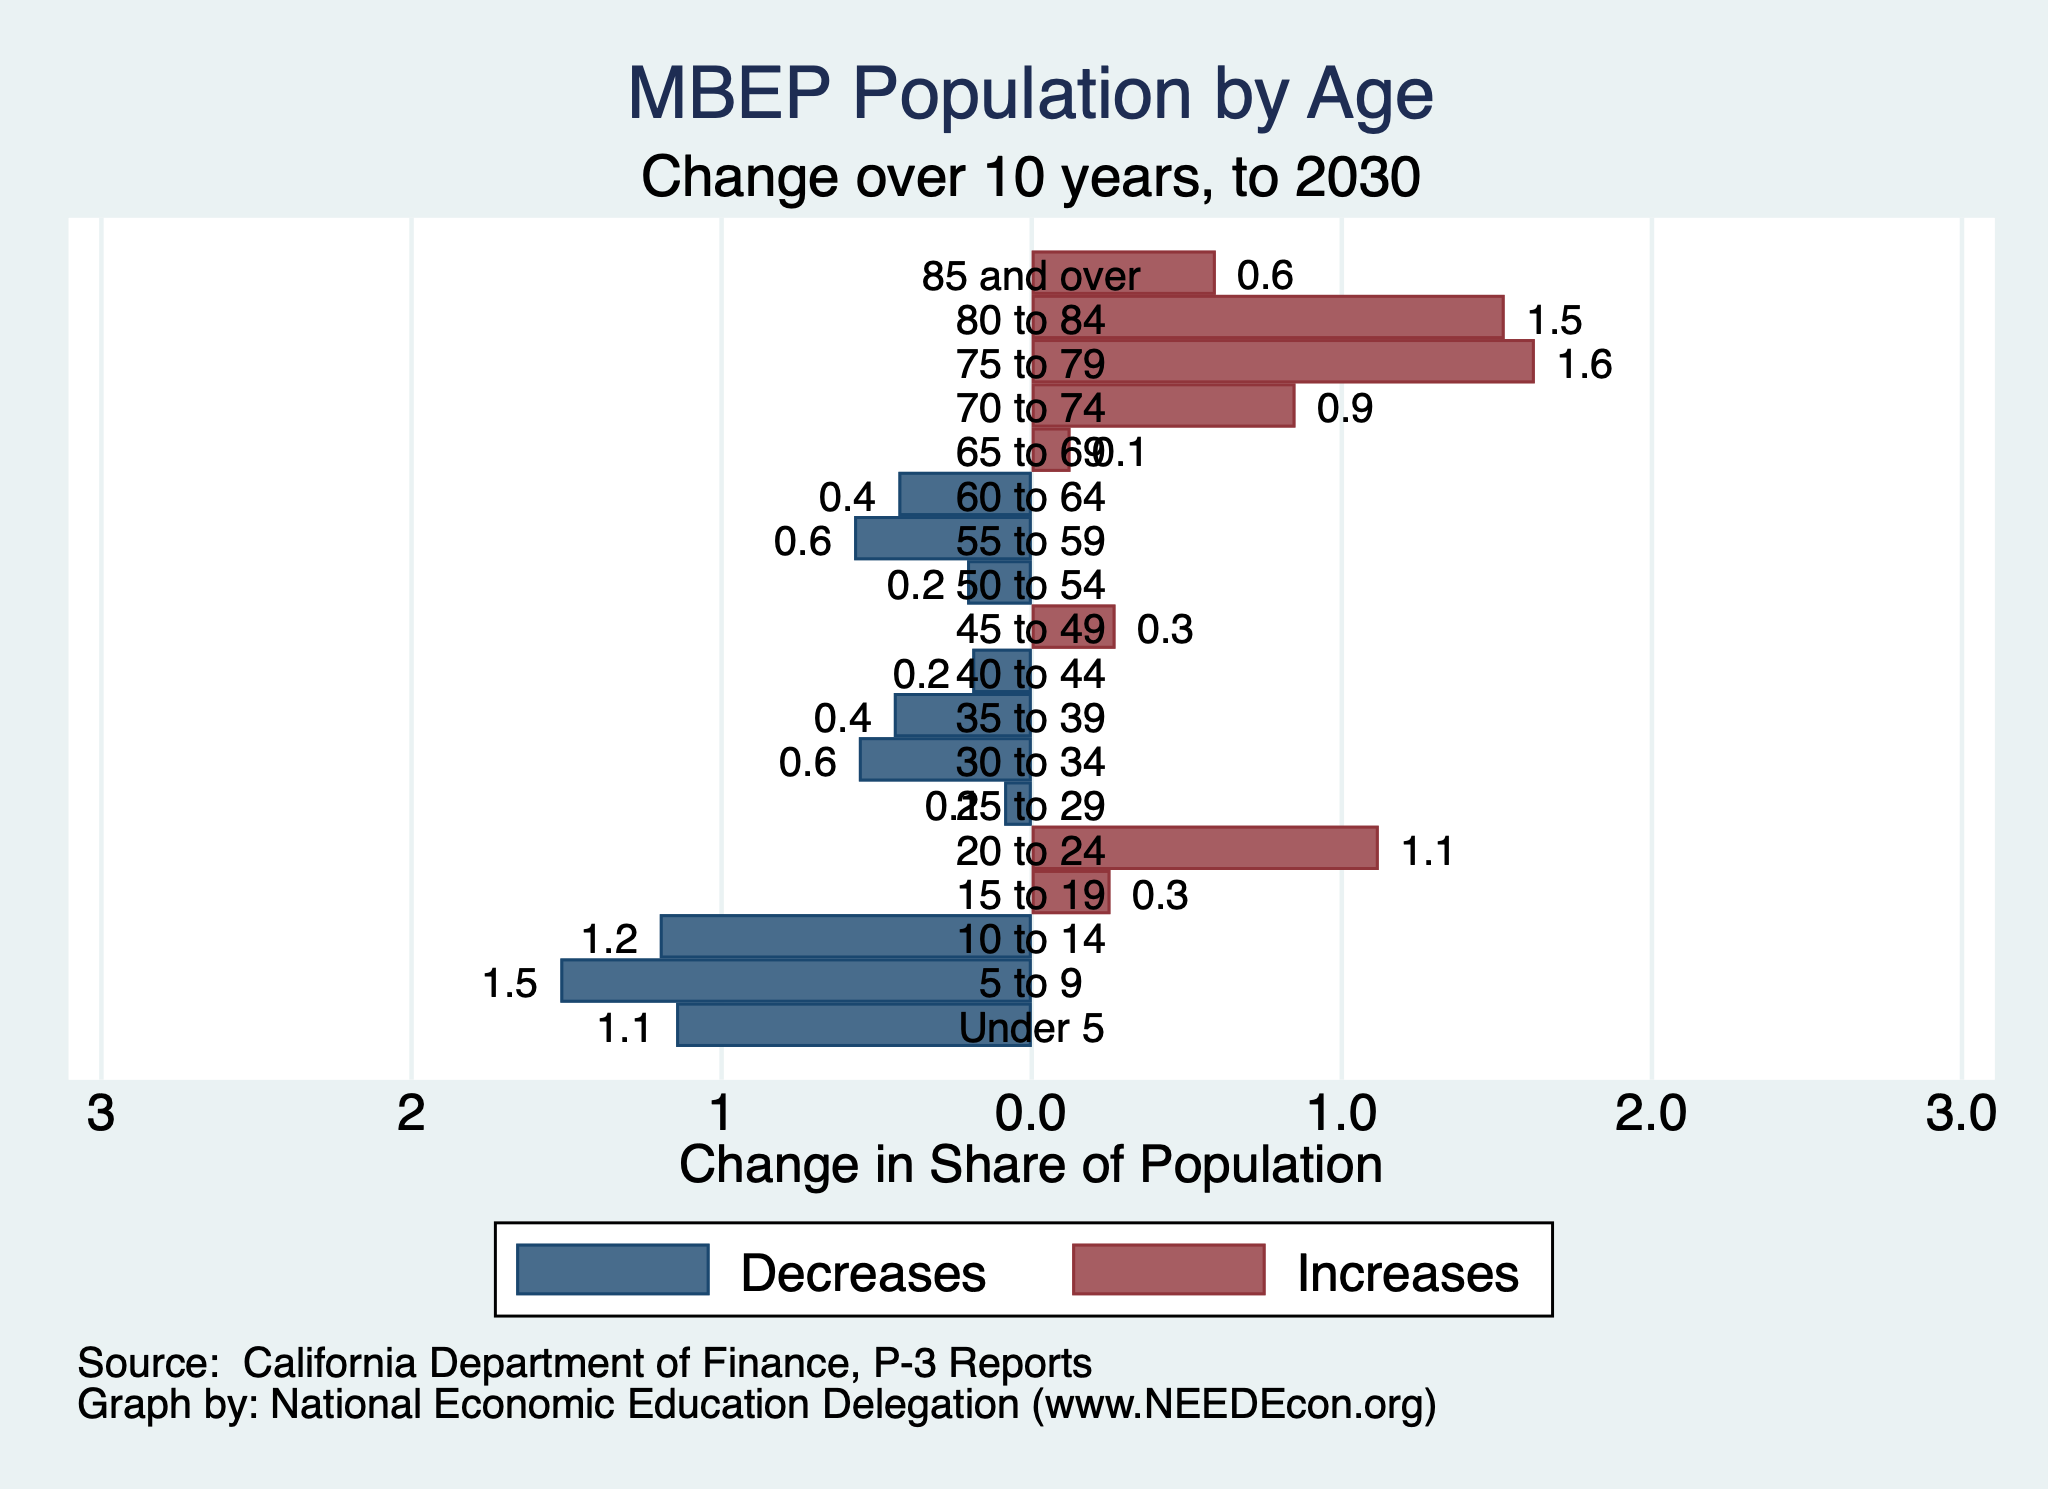 MBEP Population by Age
Change over 10 years, to 2030
85 and over 0.6
80 to 84 1.5
75 to 79 1.6
70 to 74 0.9
65 to 69 0.1
0.4 60 to 64
0.6 55 to 59
0.2 50 to 54
45 to 49 0.3
0.2 40 to 44
0.4 35 to 39
0.6 30 to 34
0.1 25 to 29
20 to 24 1.1
15 to 19 0.3
1.2 10 to 14
1.5 5 to 9
1.1 Under 5
3 2 1 0.0 1.0 2.0 3.0
Change in Share of Population
Decreases Increases
Source:  California Department of Finance, P-3 Reports
Graph by: National Economic Education Delegation (www.NEEDEcon.org)